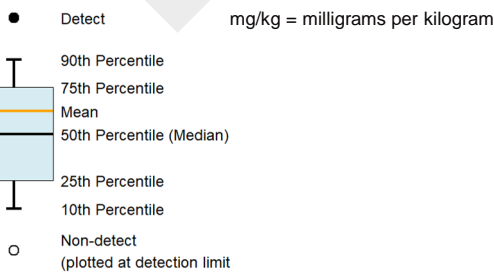 Detect
mg/kg = milligrams per kilogram
90th Percentile
75th Percentile
Mean
50th Percentile (Median)
25th Percentile
10th Percentile
Non-detect
(plotted at detection limit